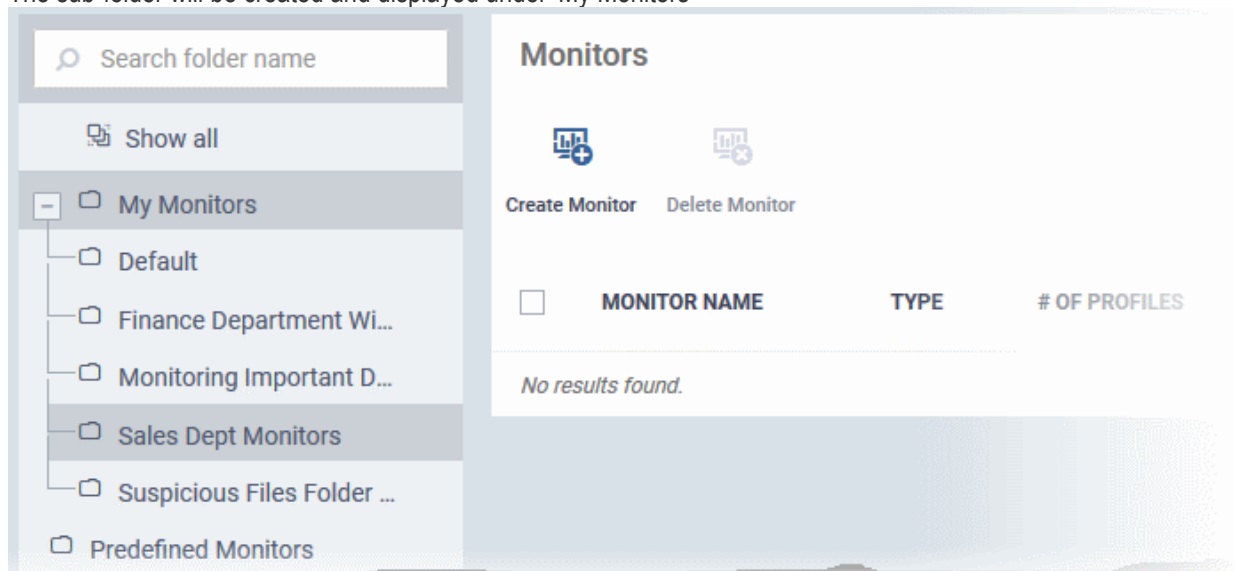 The sub-folder will be created and displayed under 'My Monitors'
Search folder name
Show all
My Monitors
Default
Finance Department Wi...
Monitoring Important D...
Sales Dept Monitors
Suspicious Files Folder ...
Predefined Monitors
Monitors
Create Monitor Delete Monitor
MONITOR NAME TYPE # OF PROFILES
No results found.